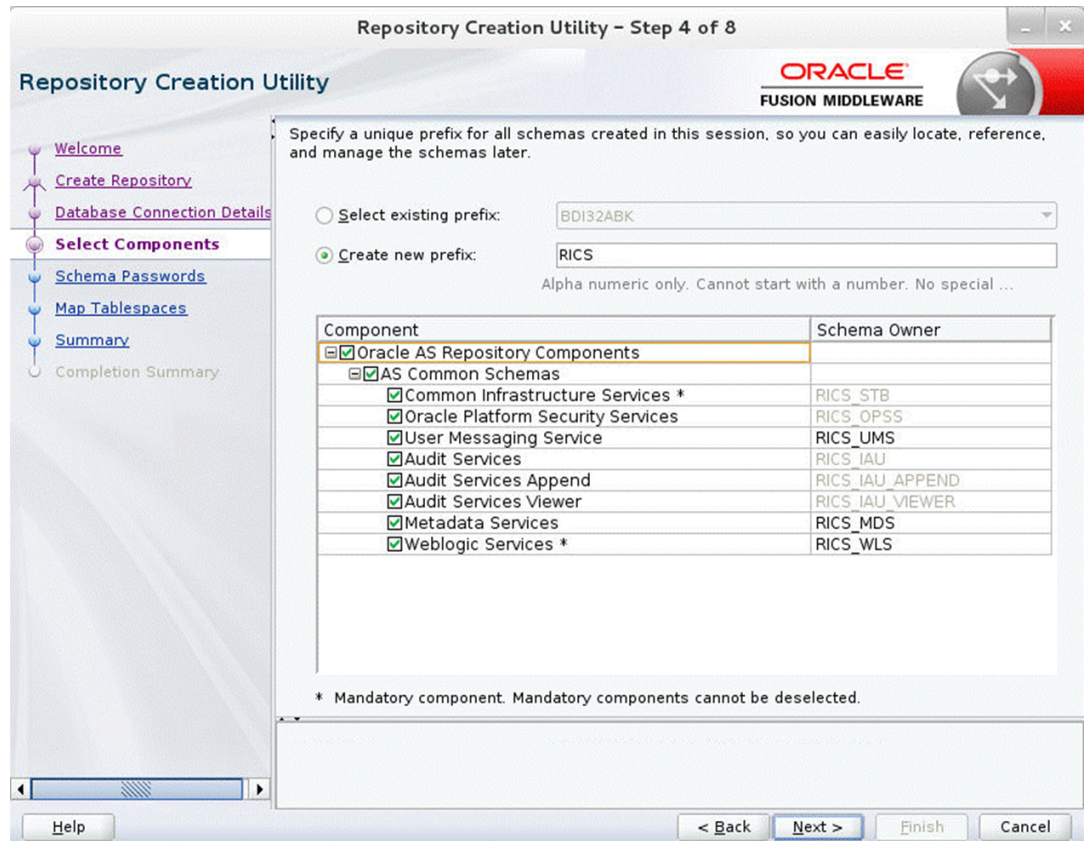 Repository Creation Utility – Step 4 of 8
Repository Creation Utility
ORACLE
FUSION MIDDLEWARE
Welcome
Create Repository
Database Connection Details
Select Components
Schema Passwords
Map Tablespaces
Summary
Completion Summary
Specify a unique prefix for all schemas created in this session, so you can easily locate, reference,
and manage the schemas later.
Select existing prefix: BDI32ABK
Create new prefix: RICS
Alpha numeric only. Cannot start with a number. No special ...
Component Schema Owner
Oracle AS Repository Components
AS Common Schemas
Common Infrastructure Services * RICS_STB
Oracle Platform Security Services RICS_OPSS
User Messaging Service RICS_UMS
Audit Services RICS_IAU
Audit Services Append RICS_IAU_APPEND
Audit Services Viewer RICS_IAU_VIEWER
Metadata Services RICS_MDS
Weblogic Services * RICS_WLS
* Mandatory component. Mandatory components cannot be deselected.
Help < Back Next > Finish Cancel